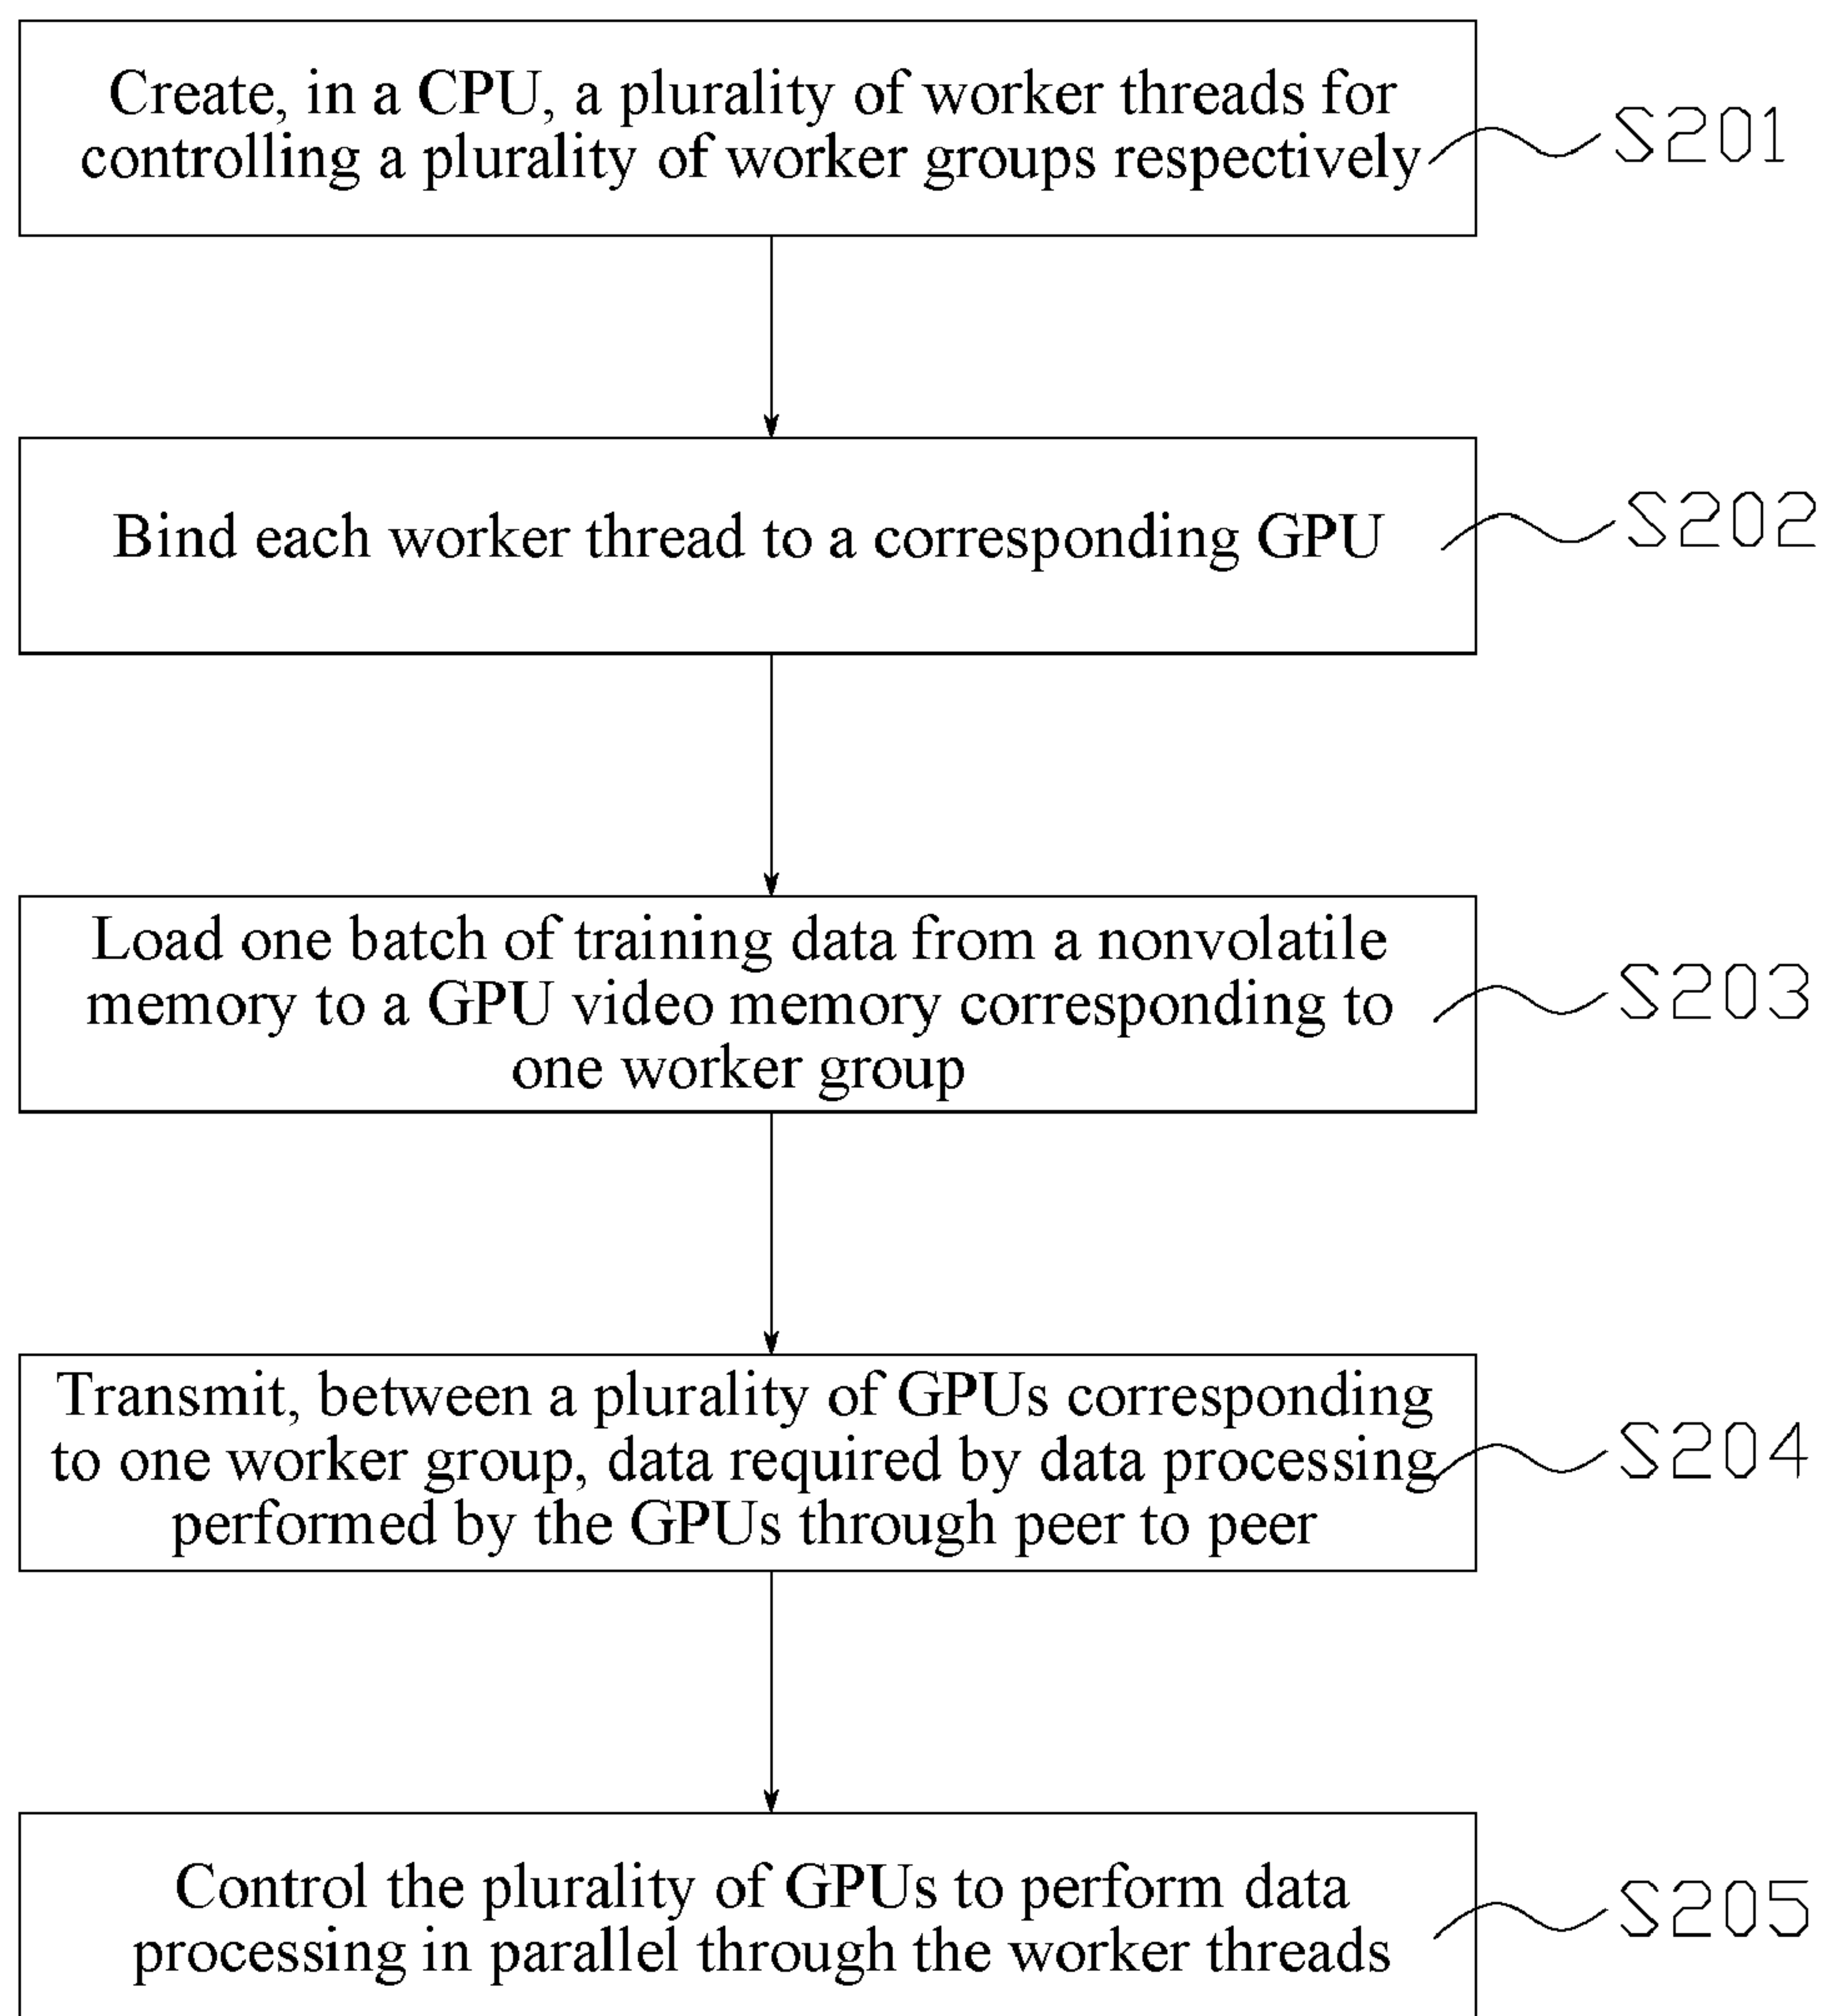 Create, in a CPU, a plurality of worker threads for
controlling a plurality of worker groups respectively
S201
Bind each worker thread to a corresponding GPU
S202
Load one batch of training data from a nonvolatile
memory to a GPU video memory corresponding to
one worker group
S203
Transmit, between a plurality of GPUs corresponding
to one worker group, data required by data processing
performed by the GPUs through peer to peer
S204
Control the plurality of GPUs to perform data
processing in parallel through the worker threads
S205